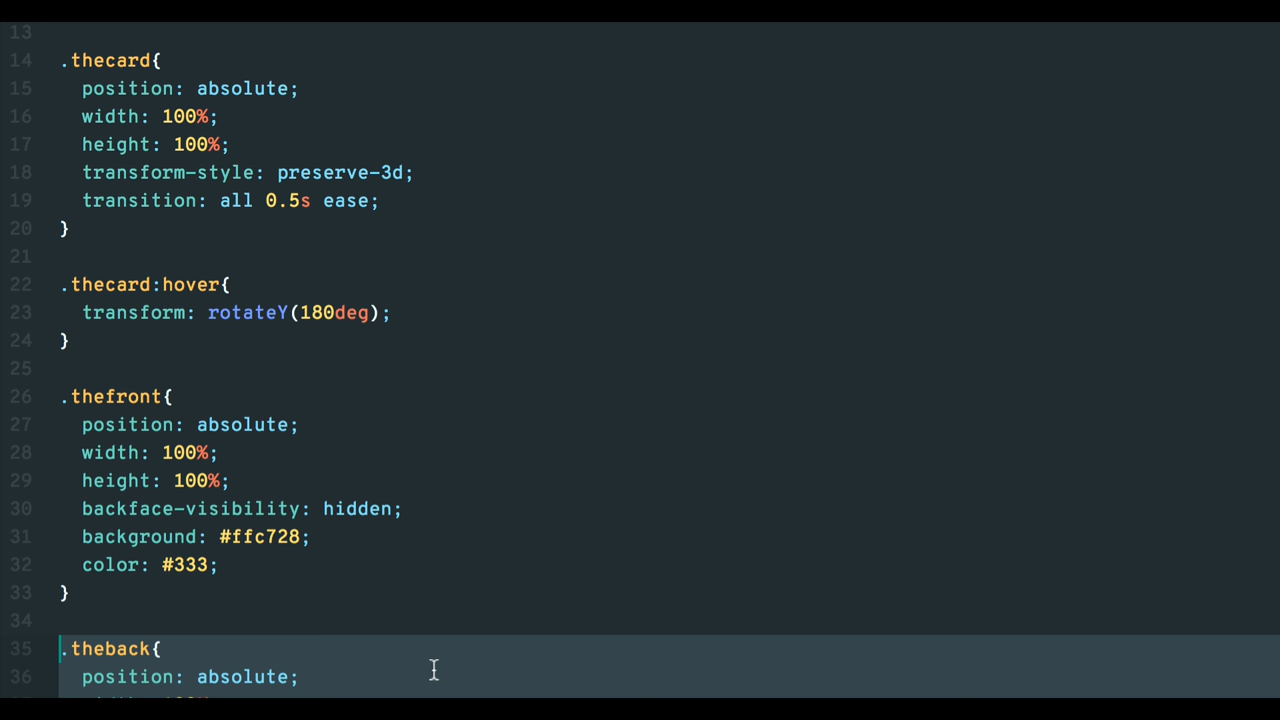 13
14 .thecard{
15 position: absolute;
16 width: 100%;
17 height: 100%;
18 transform-style: preserve-3d;
19 transition: all 0.5s ease;
20 }
21
22 .thecard:hover{
23 transform: rotateY(180deg);
24 }
25
26 .thefront{
27 position: absolute;
28 width: 100%;
29 height: 100%;
30 backface-visibility: hidden;
31 background: #ffc728;
32 color: #333;
33 }
34
35 .theback{
36 position: absolute;